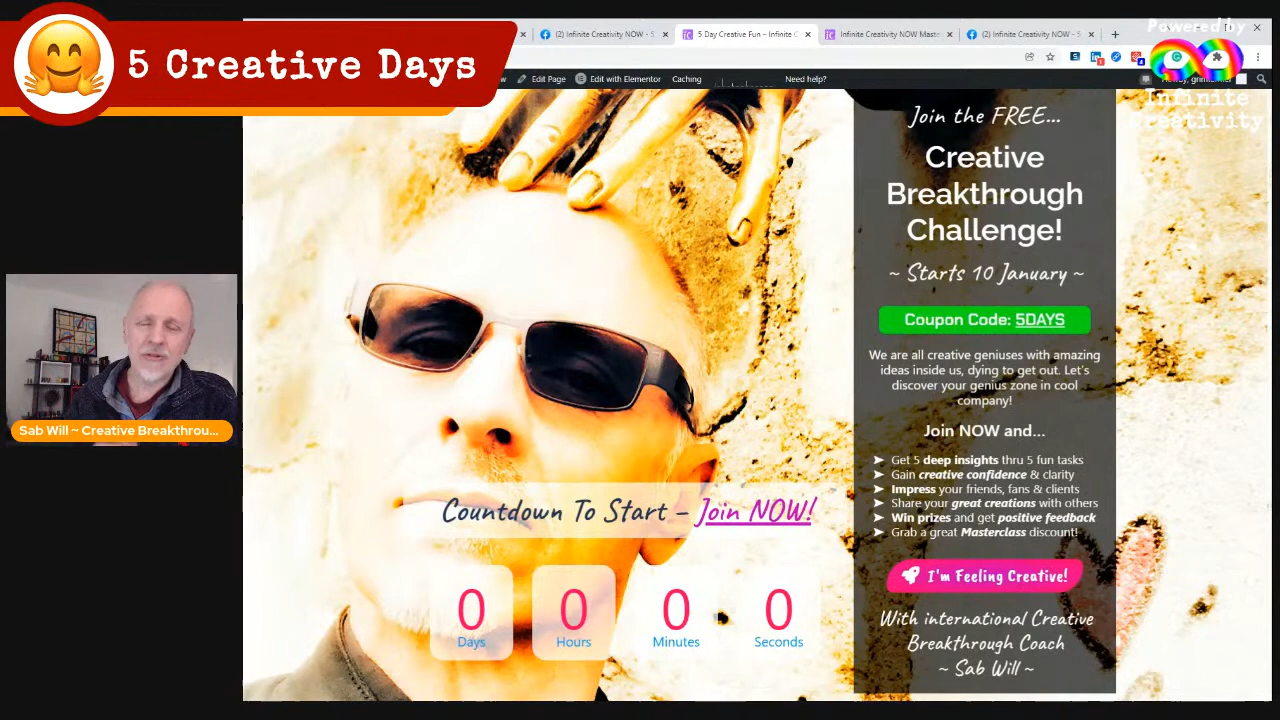 5 Creative Days
(2) Infinite Creativity NOW - 5
5 Day Creative Fun – Infinite C
Infinite Creativity NOW Maste
(2) Infinite Creativity NOW - 5
Edit Page
Edit with Elementor
Caching
Need help?
Powered by
Infinite
Creativity
Join the FREE...
Creative
Breakthrough
Challenge!
~ Starts 10 January ~
Coupon Code: 5DAYS
We are all creative geniuses with amazing
ideas inside us, dying to get out. Let's
discover your genius zone in cool
company!
Join NOW and...
➤ Get 5 deep insights thru 5 fun tasks
➤ Gain creative confidence & clarity
➤ Impress your friends, fans & clients
➤ Share your great creations with others
➤ Win prizes and get positive feedback
➤ Grab a great Masterclass discount!
I'm Feeling Creative!
With international Creative
Breakthrough Coach
~ Sab Will ~
Sab Will ~ Creative Breakthrou...
Countdown To Start – Join NOW!
0 0 0 0
Days Hours Minutes Seconds